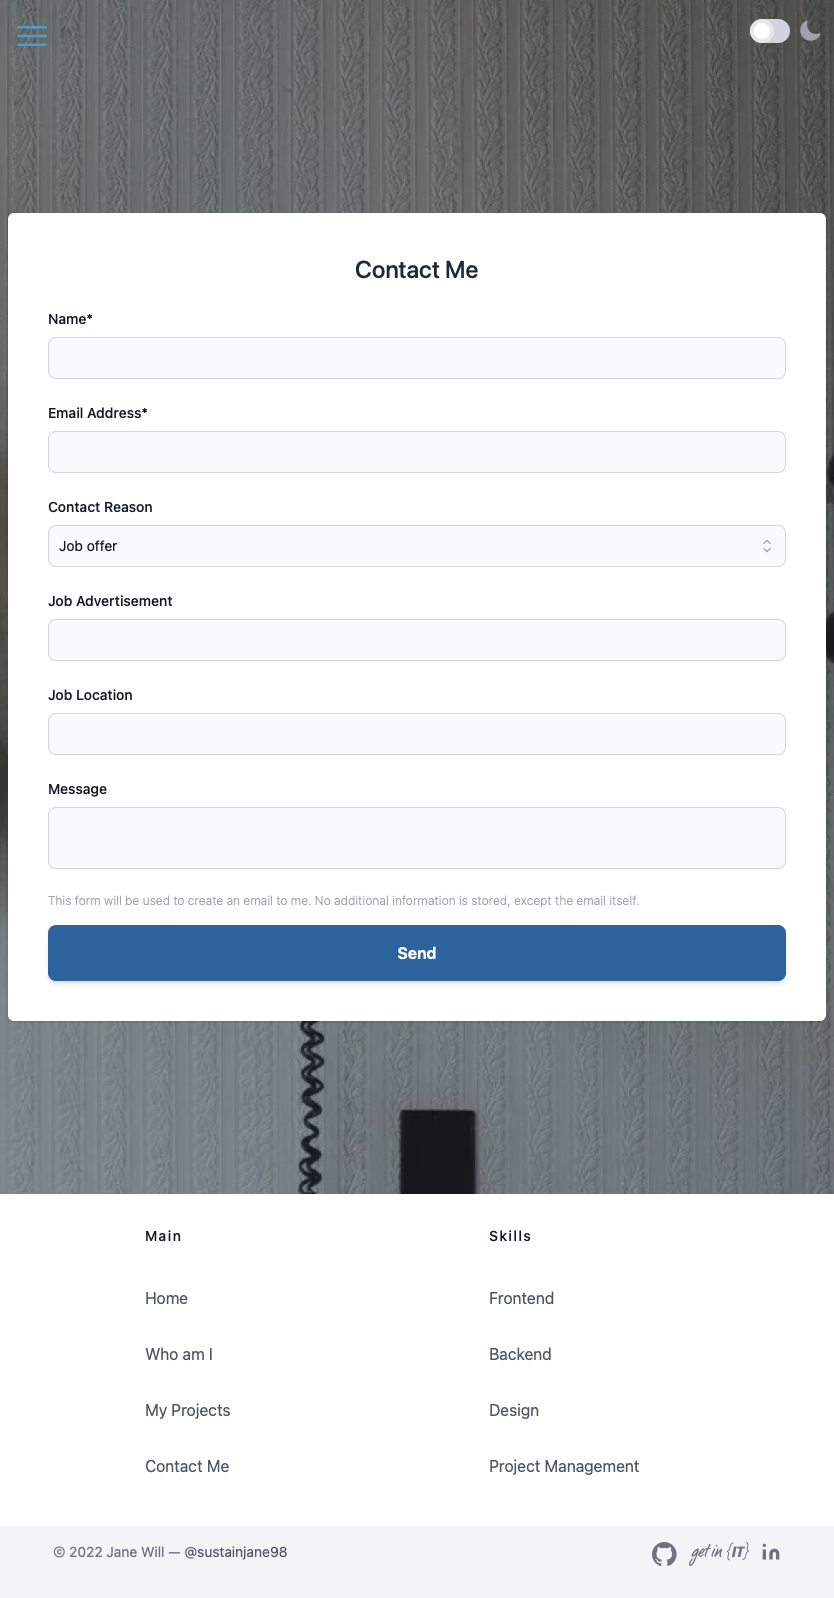 Contact Me
Name*
Email Address*
Contact Reason
Job offer
Job Advertisement
Job Location
Message
This form will be used to create an email to me. No additional information is stored, except the email itself.
Send
Main
Home
Who am I
My Projects
Contact Me
Skills
Frontend
Backend
Design
Project Management
© 2022 Jane Will — @sustainjane98
get in {IT}
in